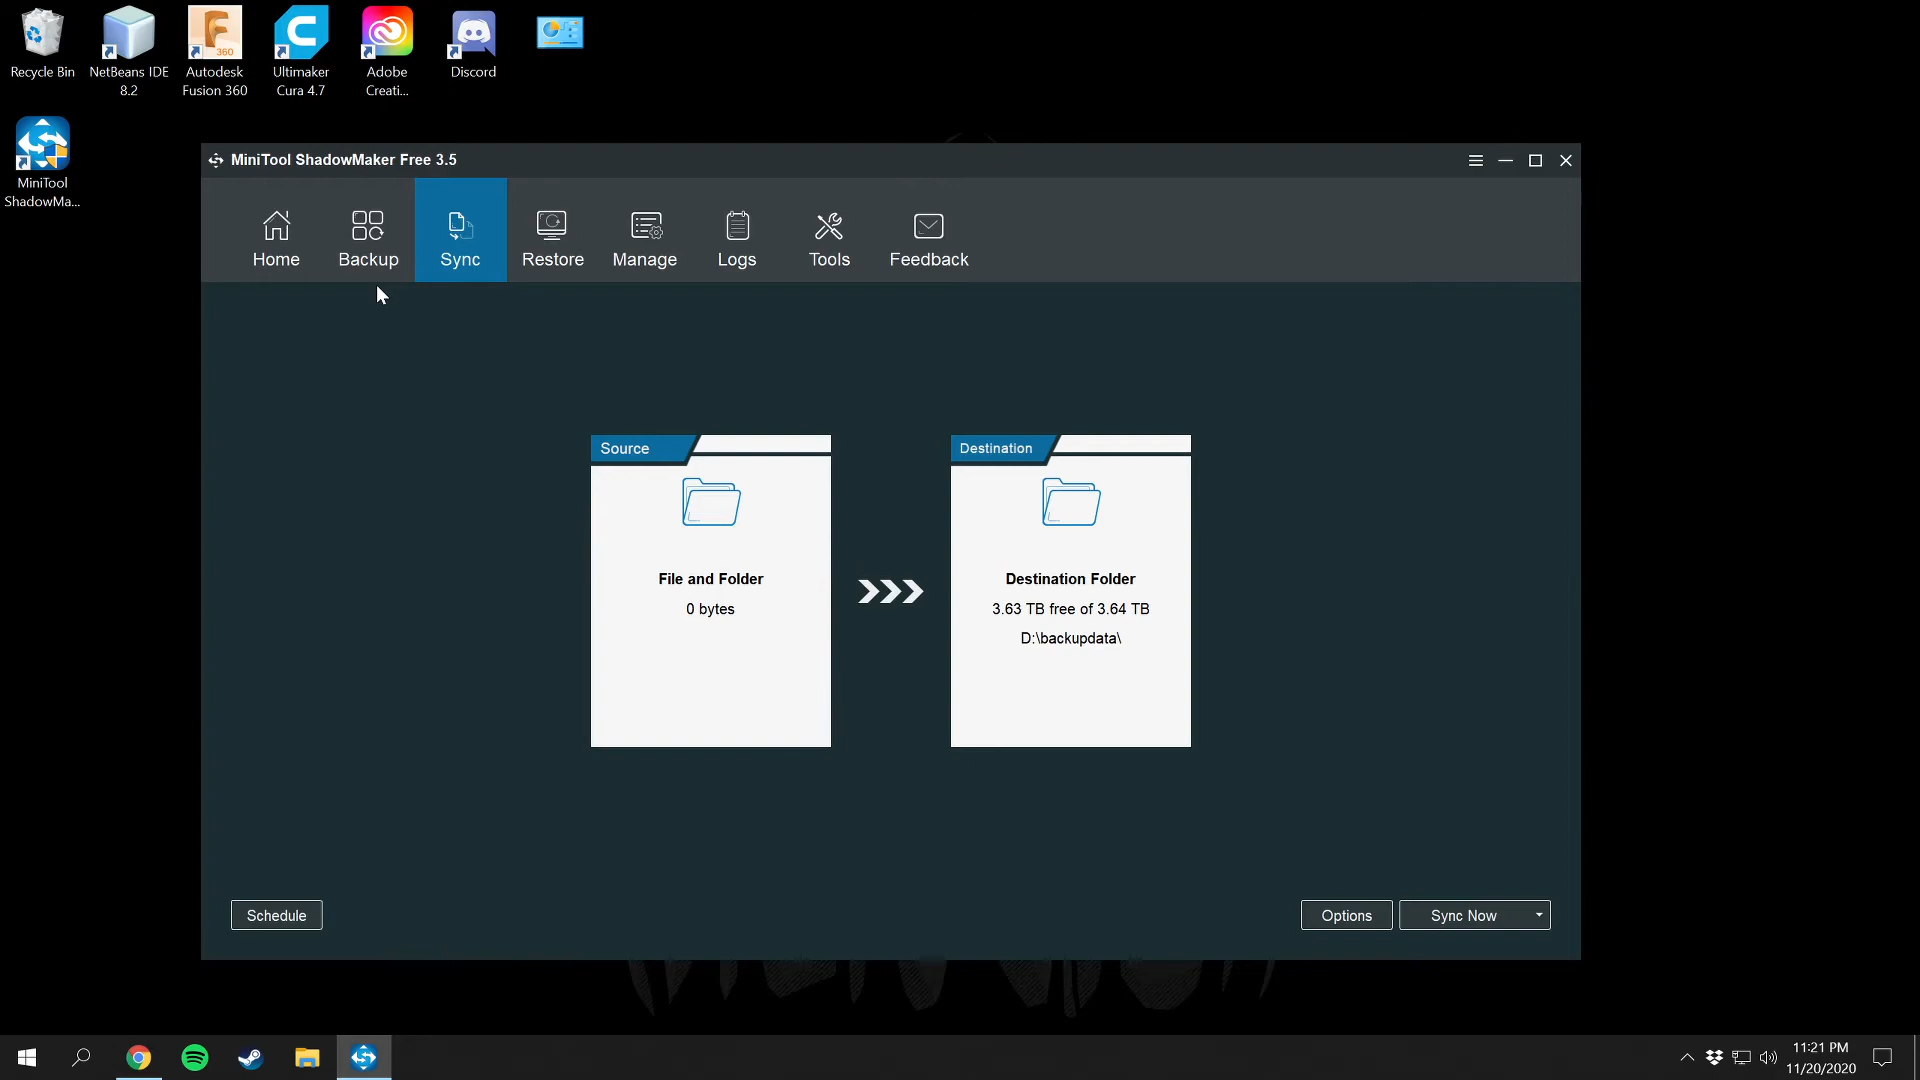 Recycle Bin
NetBeans IDE
8.2
Autodesk
Fusion 360
Ultimaker
Cura 4.7
Adobe
Creati...
Discord
360
MiniTool
ShadowMa...
MiniTool ShadowMaker Free 3.5
Home
Backup
Sync
Restore
Manage
Logs
Tools
Feedback
Source
File and Folder
0 bytes
Destination
Destination Folder
3.63 TB free of 3.64 TB
D:\backupdata\
Schedule
Options
Sync Now
11:21 PM
11/20/2020